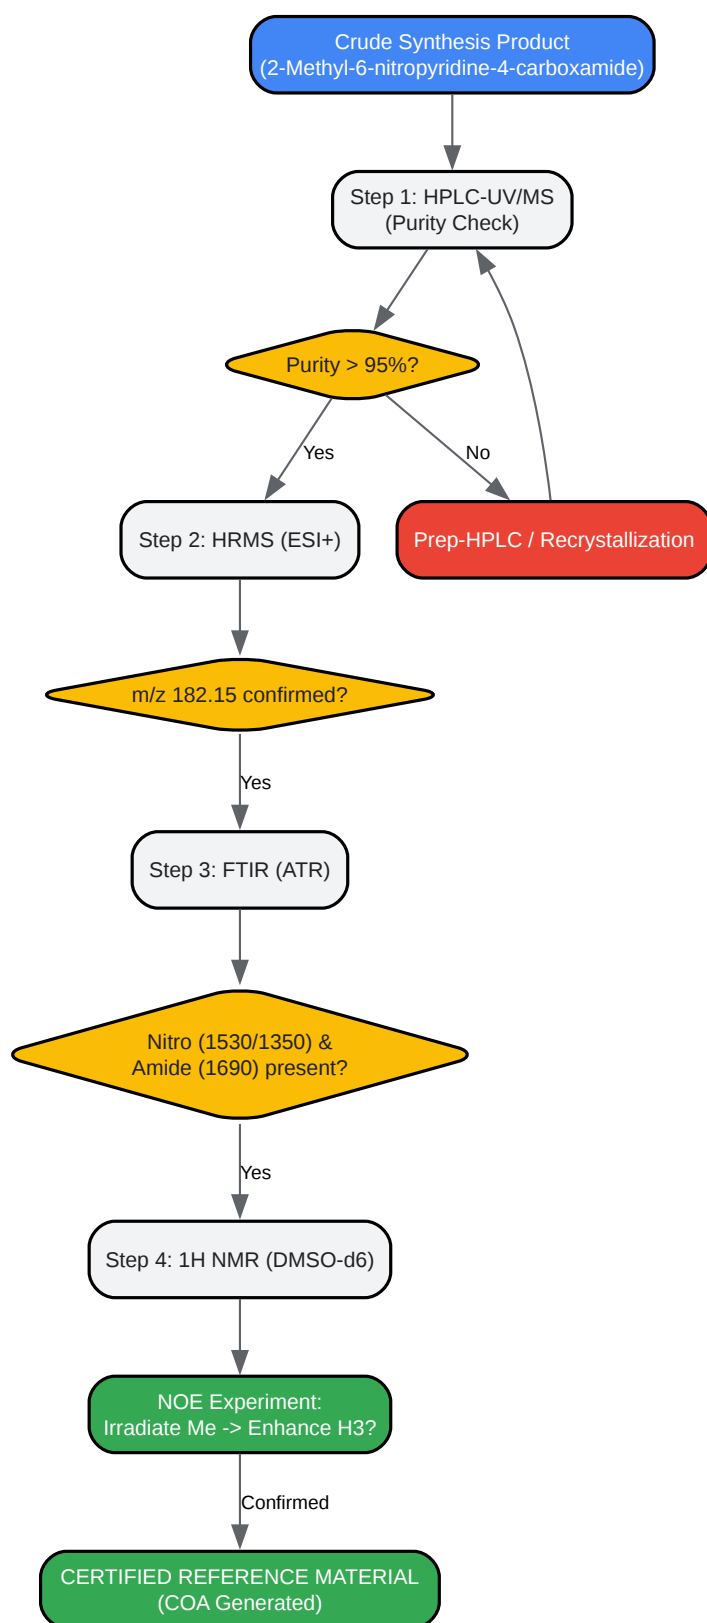 Crude Synthesis Product
(2-Methyl-6-nitropyridine-4-carboxamide)
Step 1: HPLC-UV/MS
(Purity Check)
Purity > 95%?
Yes
No
Step 2: HRMS (ESI+)
Prep-HPLC / Recrystallization
m/z 182.15 confirmed?
Yes
Step 3: FTIR (ATR)
Nitro (1530/1350) &
Amide (1690) present?
Yes
Step 4: 1H NMR (DMSO-d6)
NOE Experiment:
Irradiate Me -> Enhance H3?
Confirmed
CERTIFIED REFERENCE MATERIAL
(COA Generated)